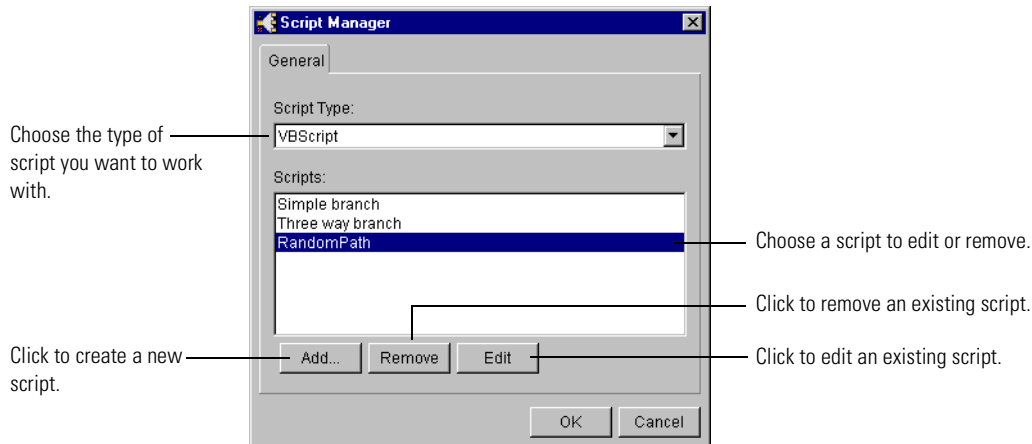 Script Manager
General
Script Type:
Choose the type of
script you want to work
with.
VBScript
Scripts:
Simple branch
Three way branch
RandomPath
Choose a script to edit or remove.
Click to remove an existing script.
Click to create a new
script.
Add...
Remove
Edit
Click to edit an existing script.
OK
Cancel